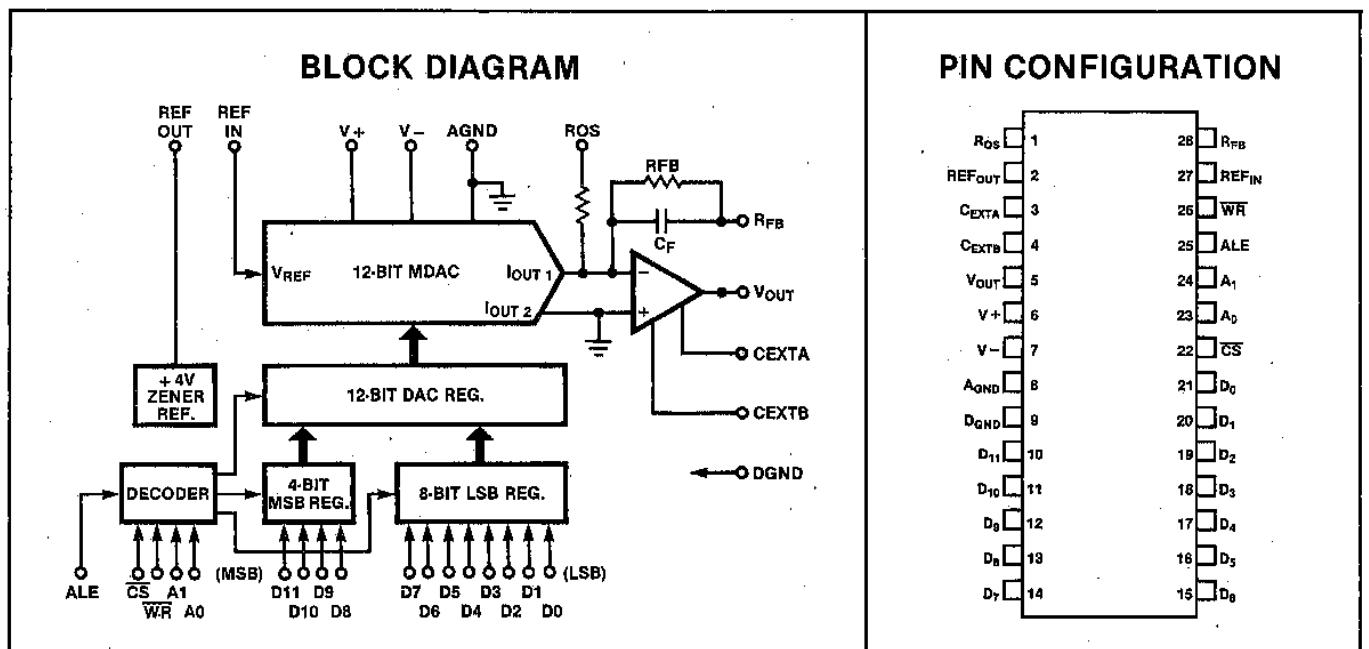 BLOCK DIAGRAM
REF OUT
REF IN
V+
V−
AGND
ROS
RFB
CF
RFB
VREF
12-BIT MDAC
IOUT 1
IOUT 2
−
+
VOUT
CEXTA
CEXTB
+4V ZENER REF.
12-BIT DAC REG.
DGND
DECODER
4-BIT MSB REG.
8-BIT LSB REG.
ALE
CS
WR
A1
A0
(MSB)
D11
D10
D9
D8
D7
D6
D5
D4
D3
D2
D1
D0
(LSB)
PIN CONFIGURATION
ROS 1 28 RFB
REFOUT 2 27 REFIN
CEXTA 3 26 WR
CEXTB 4 25 ALE
VOUT 5 24 A1
V+ 6 23 A0
V− 7 22 CS
AGND 8 21 D0
DGND 9 20 D1
D11 10 19 D2
D10 11 18 D3
D9 12 17 D4
D8 13 16 D5
D7 14 15 D6